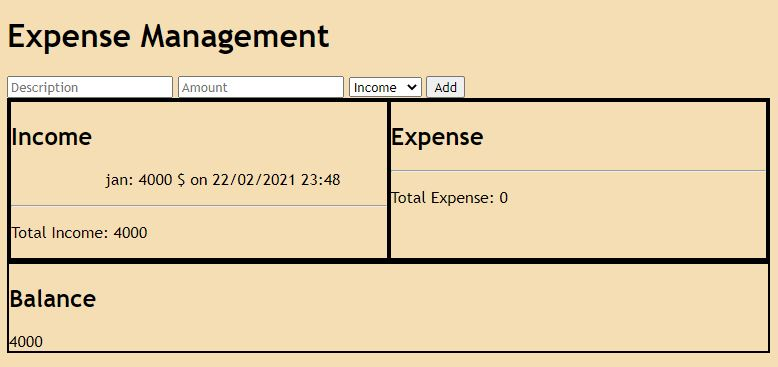 Expense Management
Description Amount Income Add
Income
jan: 4000 $ on 22/02/2021 23:48
Total Income: 4000
Expense
Total Expense: 0
Balance
4000